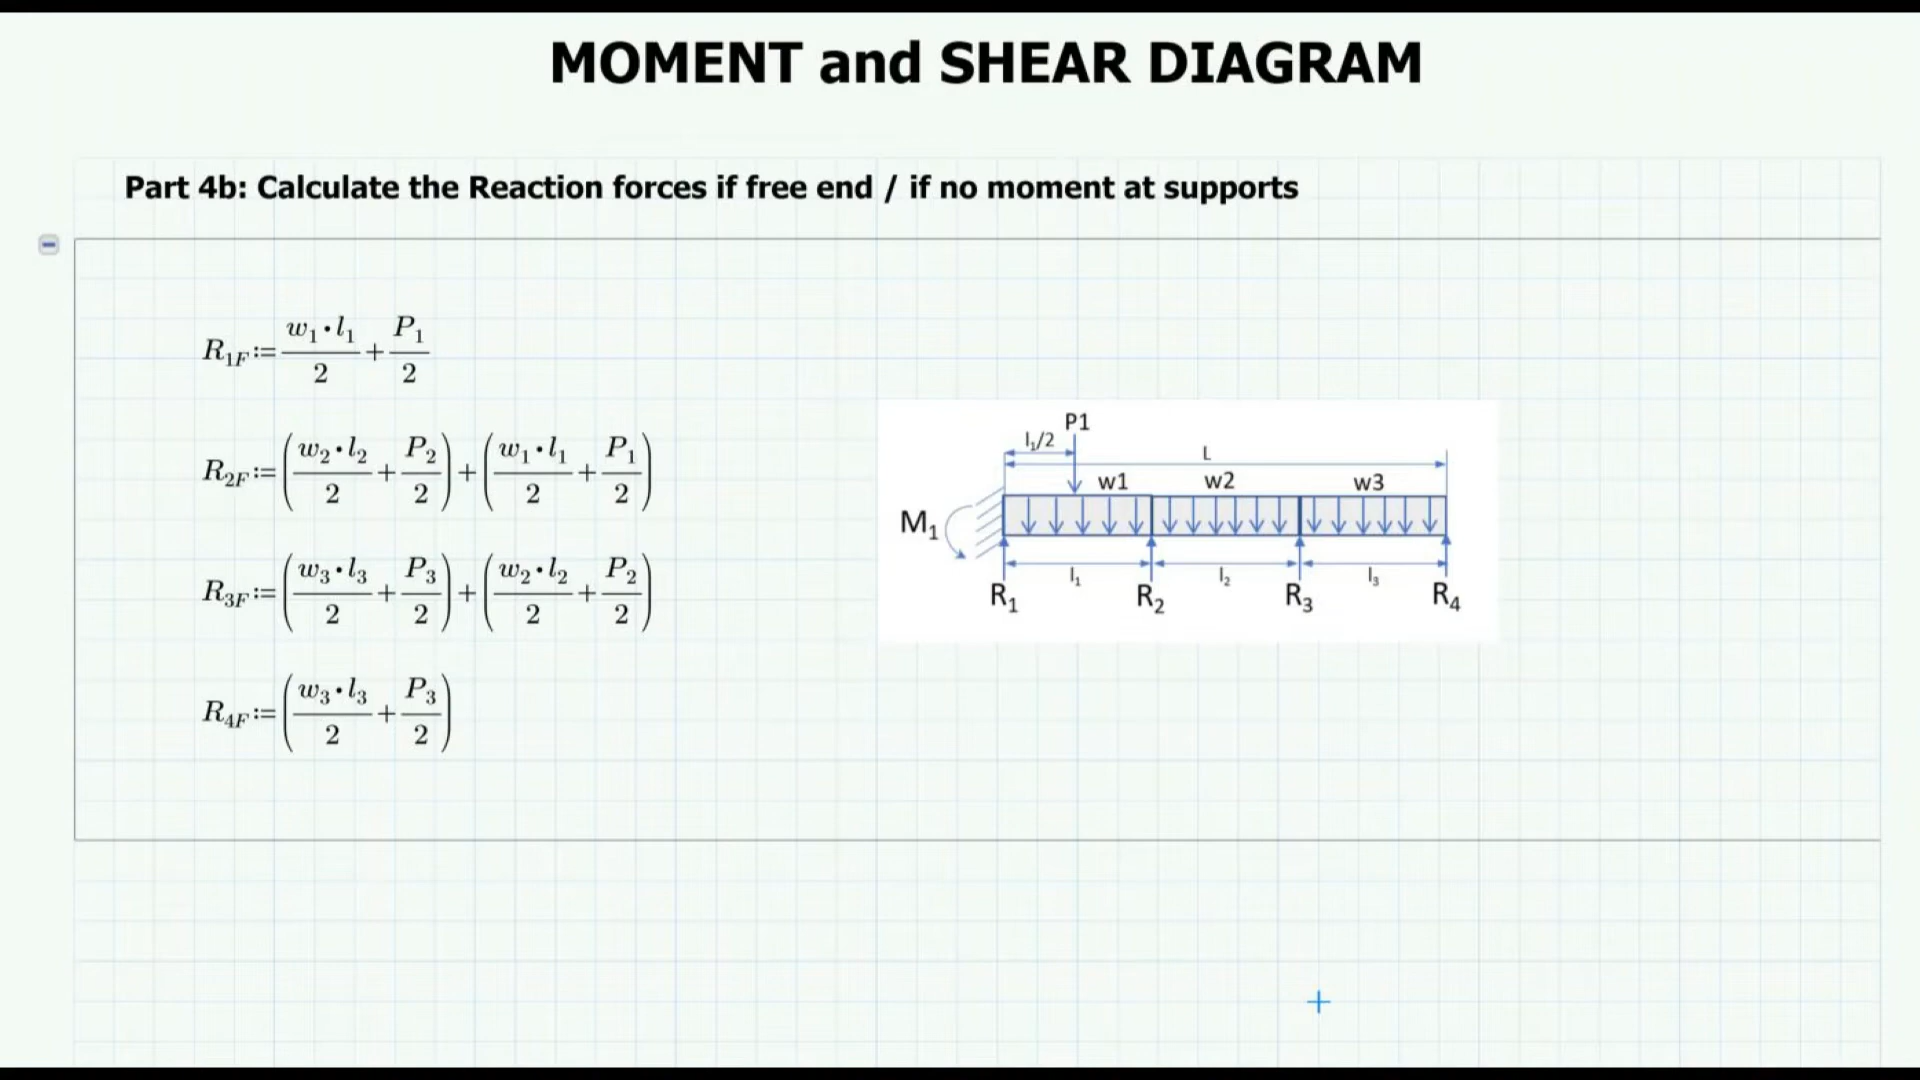 MOMENT and SHEAR DIAGRAM
Part 4b: Calculate the Reaction forces if free end / if no moment at supports
R₁F := w₁•l₁/2 + P₁/2
R₂F := (w₂•l₂/2 + P₂/2) + (w₁•l₁/2 + P₁/2)
R₃F := (w₃•l₃/2 + P₃/2) + (w₂•l₂/2 + P₂/2)
R₄F := (w₃•l₃/2 + P₃/2)
P1
l₁/2
L
w1 w2 w3
M₁
l₁ l₂ l₃
R₁ R₂ R₃ R₄